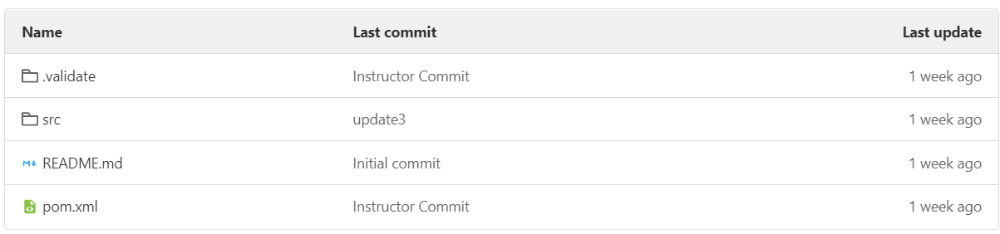 Name Last commit Last update
.validate Instructor Commit 1 week ago
src update3 1 week ago
README.md Initial commit 1 week ago
pom.xml Instructor Commit 1 week ago